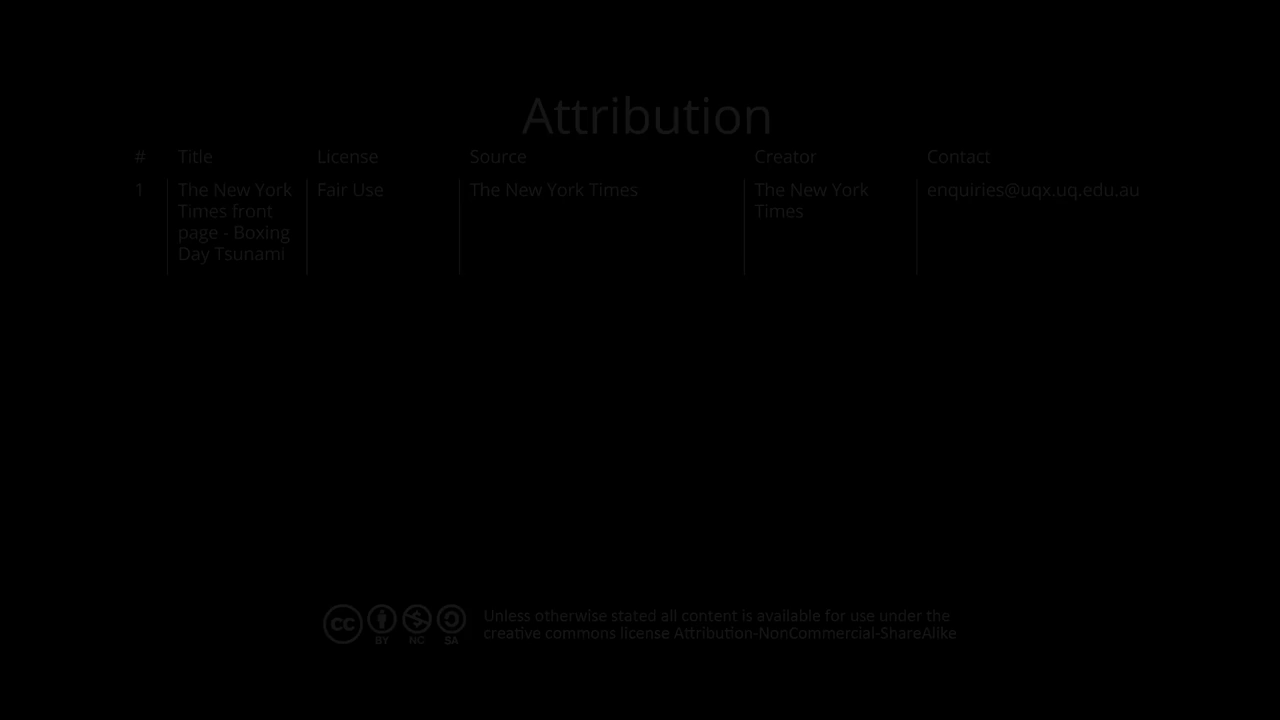 Attribution
# Title License Source Creator Contact
1 The New York Fair Use The New York Times The New York enquiries@uqx.uq.edu.au
Times front Times
page - Boxing
Day Tsunami
Unless otherwise stated all content is available for use under the
creative commons license Attribution-NonCommercial-ShareAlike
CC BY NC SA